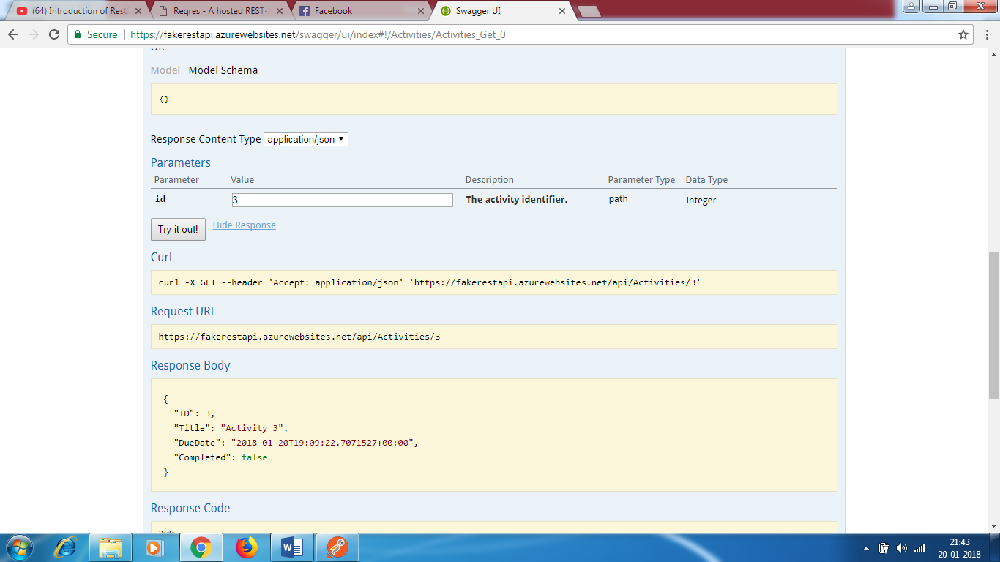 (64) Introduction of Resti
Reqres - A hosted REST-
Facebook
Swagger UI
Secure https://fakerestapi.azurewebsites.net/swagger/ui/index#!/Activities/Activities_Get_0
Model Model Schema
{}
Response Content Type application/json
Parameters
Parameter Value Description Parameter Type Data Type
id 3 The activity identifier. path integer
Try it out! Hide Response
Curl
curl -X GET --header 'Accept: application/json' 'https://fakerestapi.azurewebsites.net/api/Activities/3'
Request URL
https://fakerestapi.azurewebsites.net/api/Activities/3
Response Body
{
"ID": 3,
"Title": "Activity 3",
"DueDate": "2018-01-20T19:09:22.7071527+00:00",
"Completed": false
}
Response Code
21:43
20-01-2018